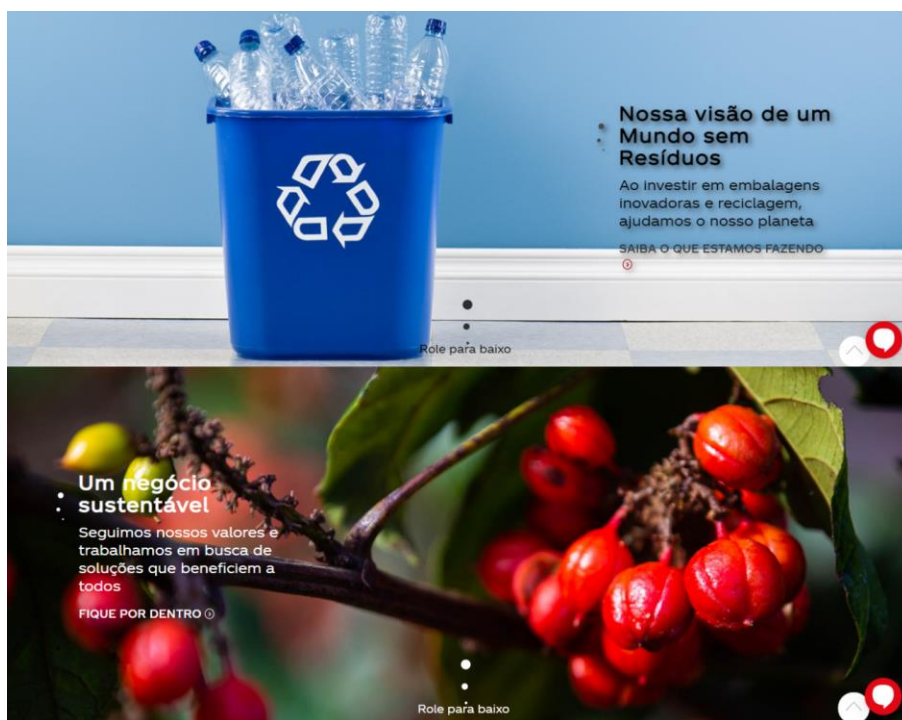 Nossa visão de um
Mundo sem
Resíduos
Ao investir em embalagens
inovadoras e reciclagem,
ajudamos o nosso planeta
SAIBA O QUE ESTAMOS FAZENDO
Role para baixo
Um negócio
sustentável
Seguimos nossos valores e
trabalhamos em busca de
soluções que beneficiem a
todos
FIQUE POR DENTRO
Role para baixo